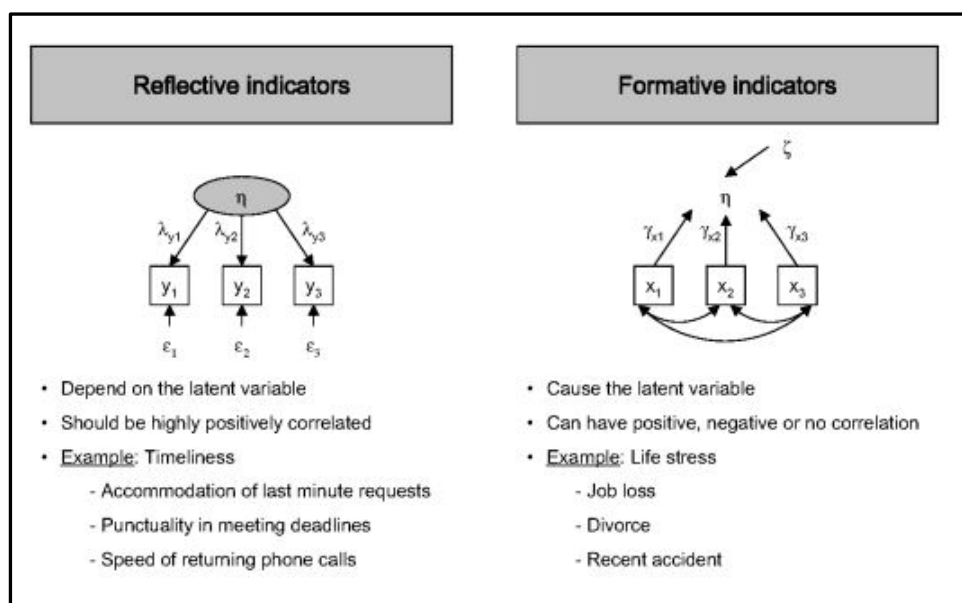 Reflective indicators
η
λy1 λy2 λy3
y1 y2 y3
ε1 ε2 ε3
• Depend on the latent variable
• Should be highly positively correlated
• Example: Timeliness
- Accommodation of last minute requests
- Punctuality in meeting deadlines
- Speed of returning phone calls
Formative indicators
ζ
η
γx1 γx2 γx3
x1 x2 x3
• Cause the latent variable
• Can have positive, negative or no correlation
• Example: Life stress
- Job loss
- Divorce
- Recent accident